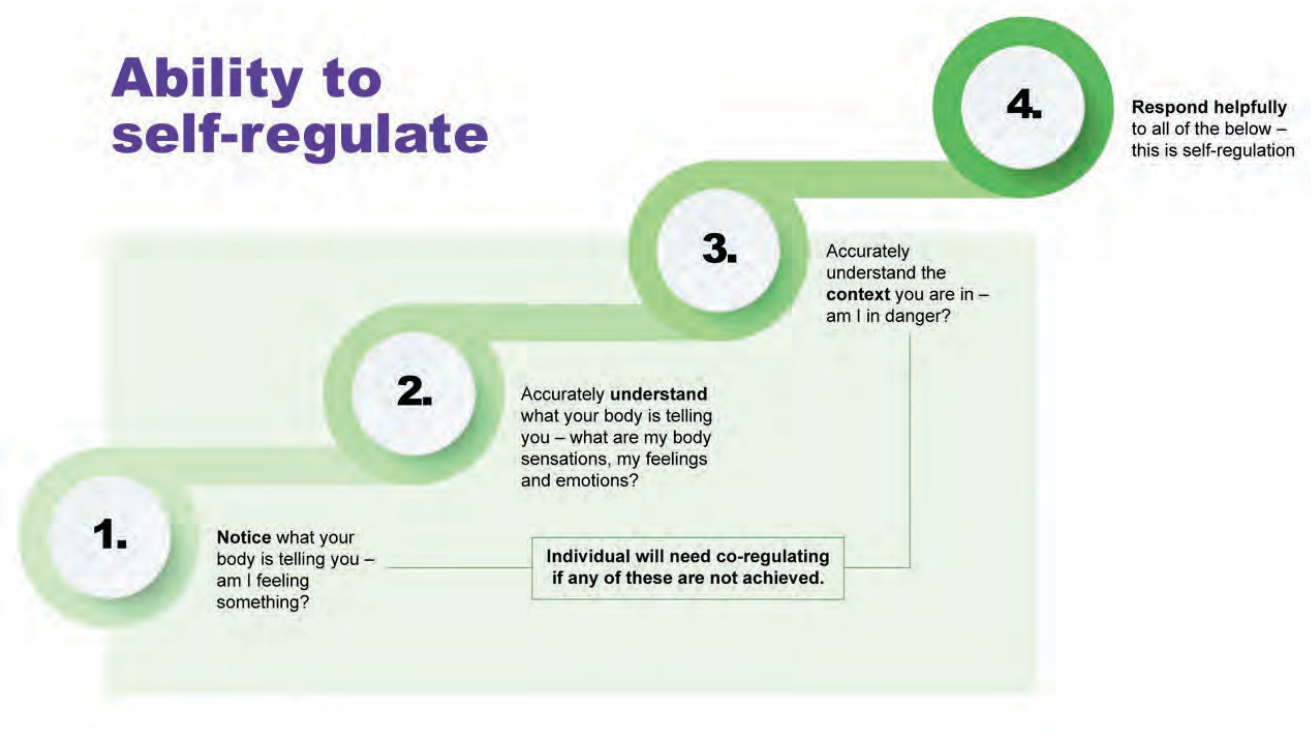 Ability to
self-regulate
4.
Respond helpfully
to all of the below –
this is self-regulation
3.
Accurately
understand the
context you are in –
am I in danger?
2.
Accurately understand
what your body is telling
you – what are my body
sensations, my feelings
and emotions?
1.
Notice what your
body is telling you –
am I feeling
something?
Individual will need co-regulating
if any of these are not achieved.